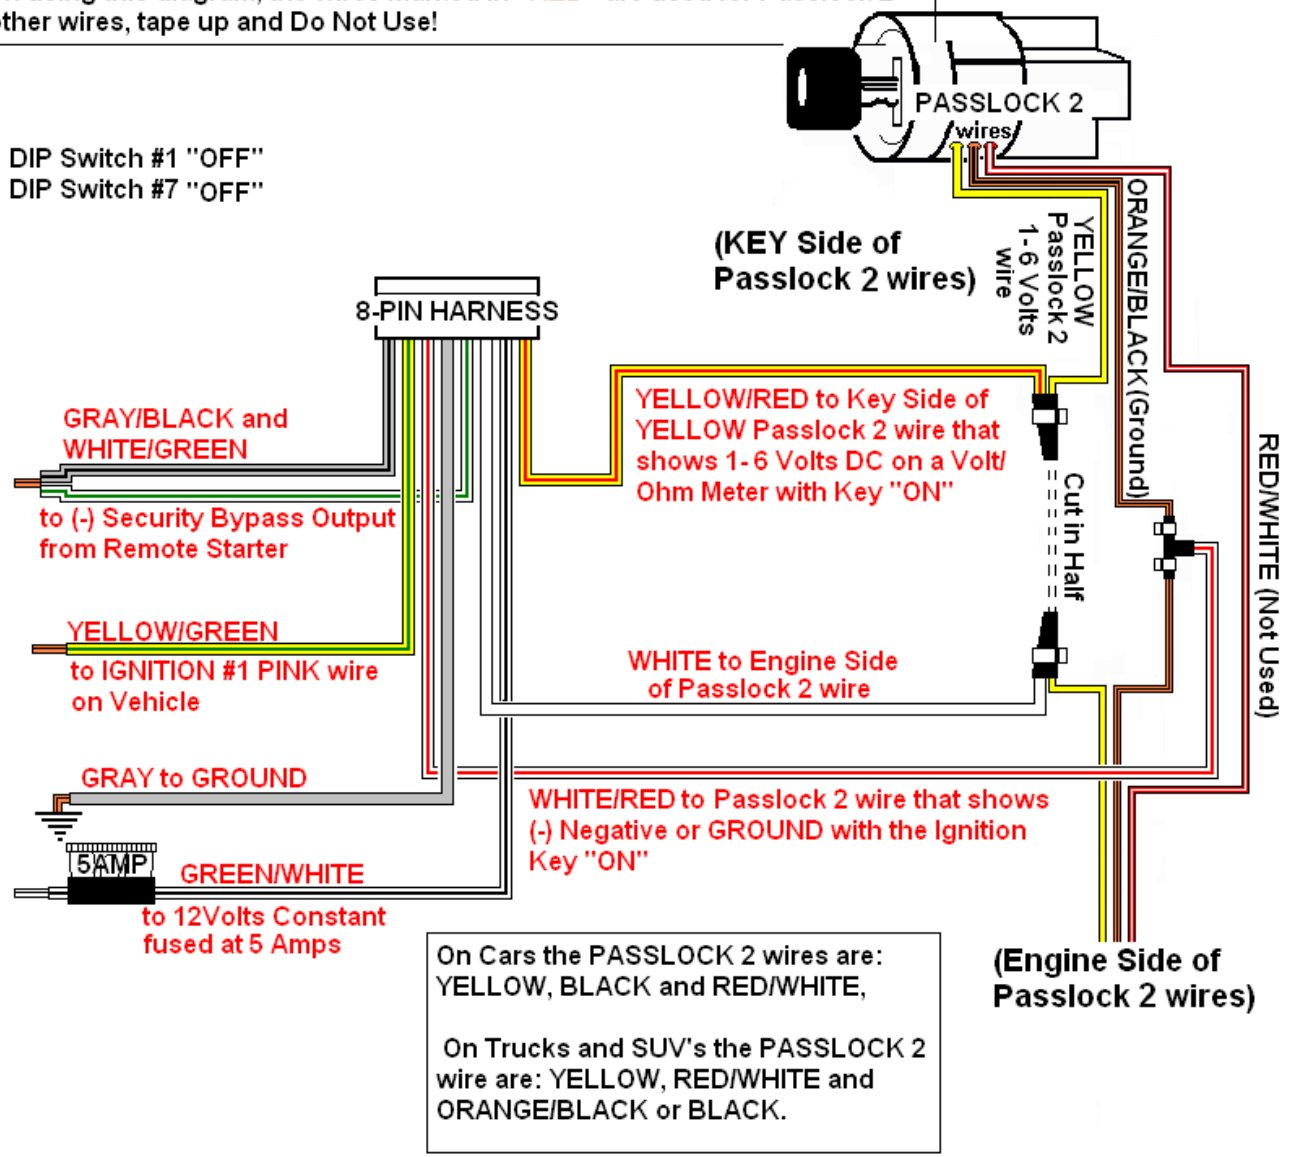 other wires, tape up and Do Not Use!
DIP Switch #1 "OFF"
DIP Switch #7 "OFF"
PASSLOCK 2
wires
(KEY Side of
Passlock 2 wires)
YELLOW
Passlock 2
1-6 Volts
wire
ORANGE/BLACK (Ground)
RED/WHITE (Not Used)
8-PIN HARNESS
GRAY/BLACK and
WHITE/GREEN
to (-) Security Bypass Output
from Remote Starter
YELLOW/RED to Key Side of
YELLOW Passlock 2 wire that
shows 1-6 Volts DC on a Volt/
Ohm Meter with Key "ON"
Cut in Half
YELLOW/GREEN
to IGNITION #1 PINK wire
on Vehicle
WHITE to Engine Side
of Passlock 2 wire
GRAY to GROUND
WHITE/RED to Passlock 2 wire that shows
(-) Negative or GROUND with the Ignition
Key "ON"
5AMP
GREEN/WHITE
to 12Volts Constant
fused at 5 Amps
On Cars the PASSLOCK 2 wires are:
YELLOW, BLACK and RED/WHITE,
On Trucks and SUV's the PASSLOCK 2
wire are: YELLOW, RED/WHITE and
ORANGE/BLACK or BLACK.
(Engine Side of
Passlock 2 wires)